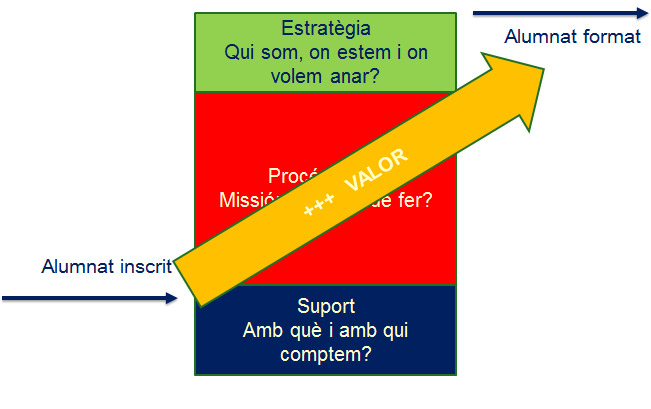 Estratègia
Qui som, on estem i on
volem anar?
Alumnat format
Missió
fer?
+++ VALOR
Alumnat inscrit
Suport
Amb què i amb qui
comptem?